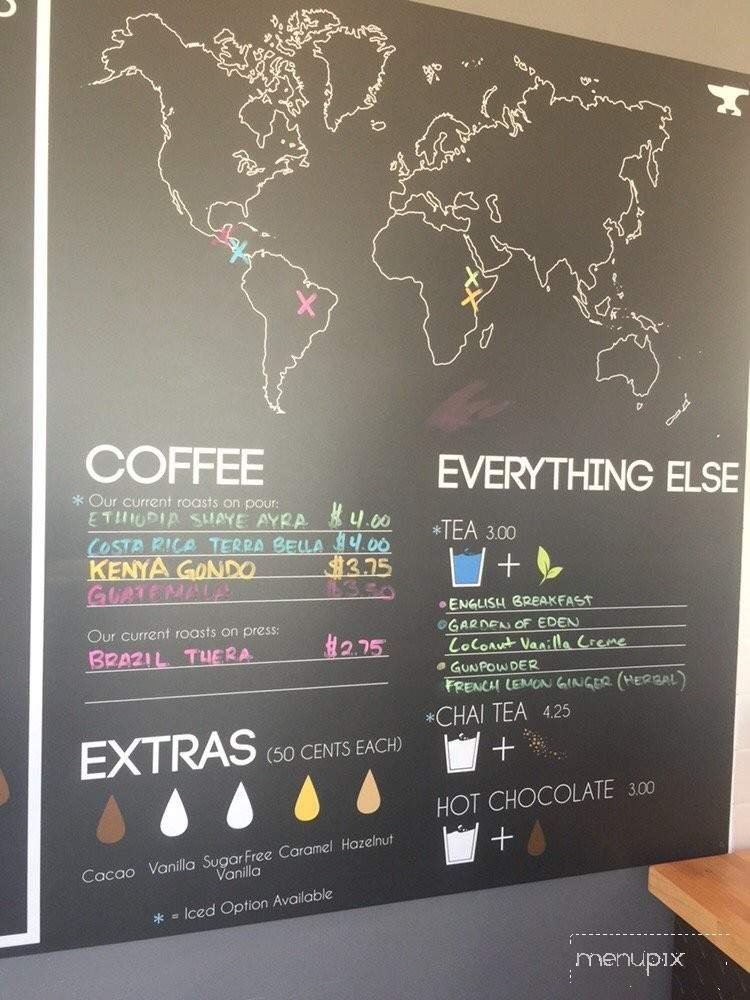 S
COFFEE
* Our current roasts on pour:
ETHIOPIA SHAYE AYRA $4.00
COSTA RICA TERRA BELLA $4.00
KENYA GONDO $3.75
GUATEMALA $3.50
Our current roasts on press:
BRAZIL THERA $2.75
EXTRAS (50 CENTS EACH)
Cacao Vanilla Sugar Free Vanilla Caramel Hazelnut
* = Iced Option Available
EVERYTHING ELSE
*TEA 3.00
+
ENGLISH BREAKFAST
GARDEN OF EDEN
Coconut Vanilla Creme
GUNPOWDER
FRENCH LEMON GINGER (HERBAL)
*CHAI TEA 4.25
+
HOT CHOCOLATE 3.00
+
menupix